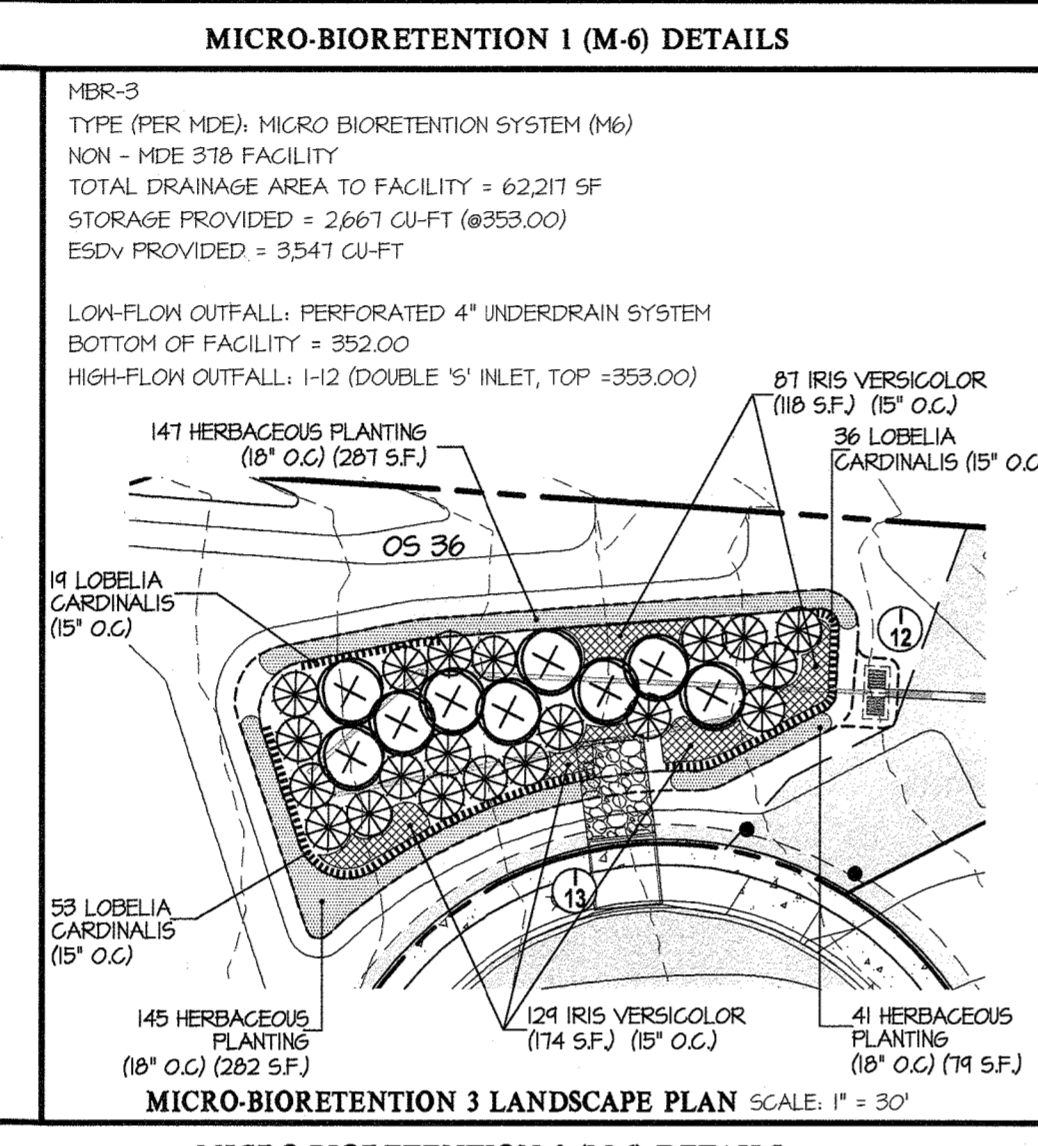 MICRO-BIORETENTION 1 (M-6) DETAILS
MBR-3
TYPE (PER MDE): MICRO BIORETENTION SYSTEM (M6)
NON - MDE 378 FACILITY
TOTAL DRAINAGE AREA TO FACILITY = 62,217 SF
STORAGE PROVIDED = 2,667 CU-FT (@353.00)
ESDv PROVIDED = 3,547 CU-FT
LOW-FLOW OUTFALL: PERFORATED 4" UNDERDRAIN SYSTEM
BOTTOM OF FACILITY = 352.00
HIGH-FLOW OUTFALL: I-12 (DOUBLE 'S' INLET, TOP =353.00)
87 IRIS VERSICOLOR
(118 S.F.) (15" O.C.)
147 HERBACEOUS PLANTING
(18" O.C) (287 S.F.)
36 LOBELIA
CARDINALIS (15" O.C
OS 36
19 LOBELIA
CARDINALIS
(15" O.C)
I
12
I
13
53 LOBELIA
CARDINALIS
(15" O.C)
145 HERBACEOUS
PLANTING
(18" O.C) (282 S.F.)
129 IRIS VERSICOLOR
(174 S.F.) (15" O.C.)
41 HERBACEOUS
PLANTING
(18" O.C) (79 S.F.)
MICRO-BIORETENTION 3 LANDSCAPE PLAN SCALE: 1" = 30'